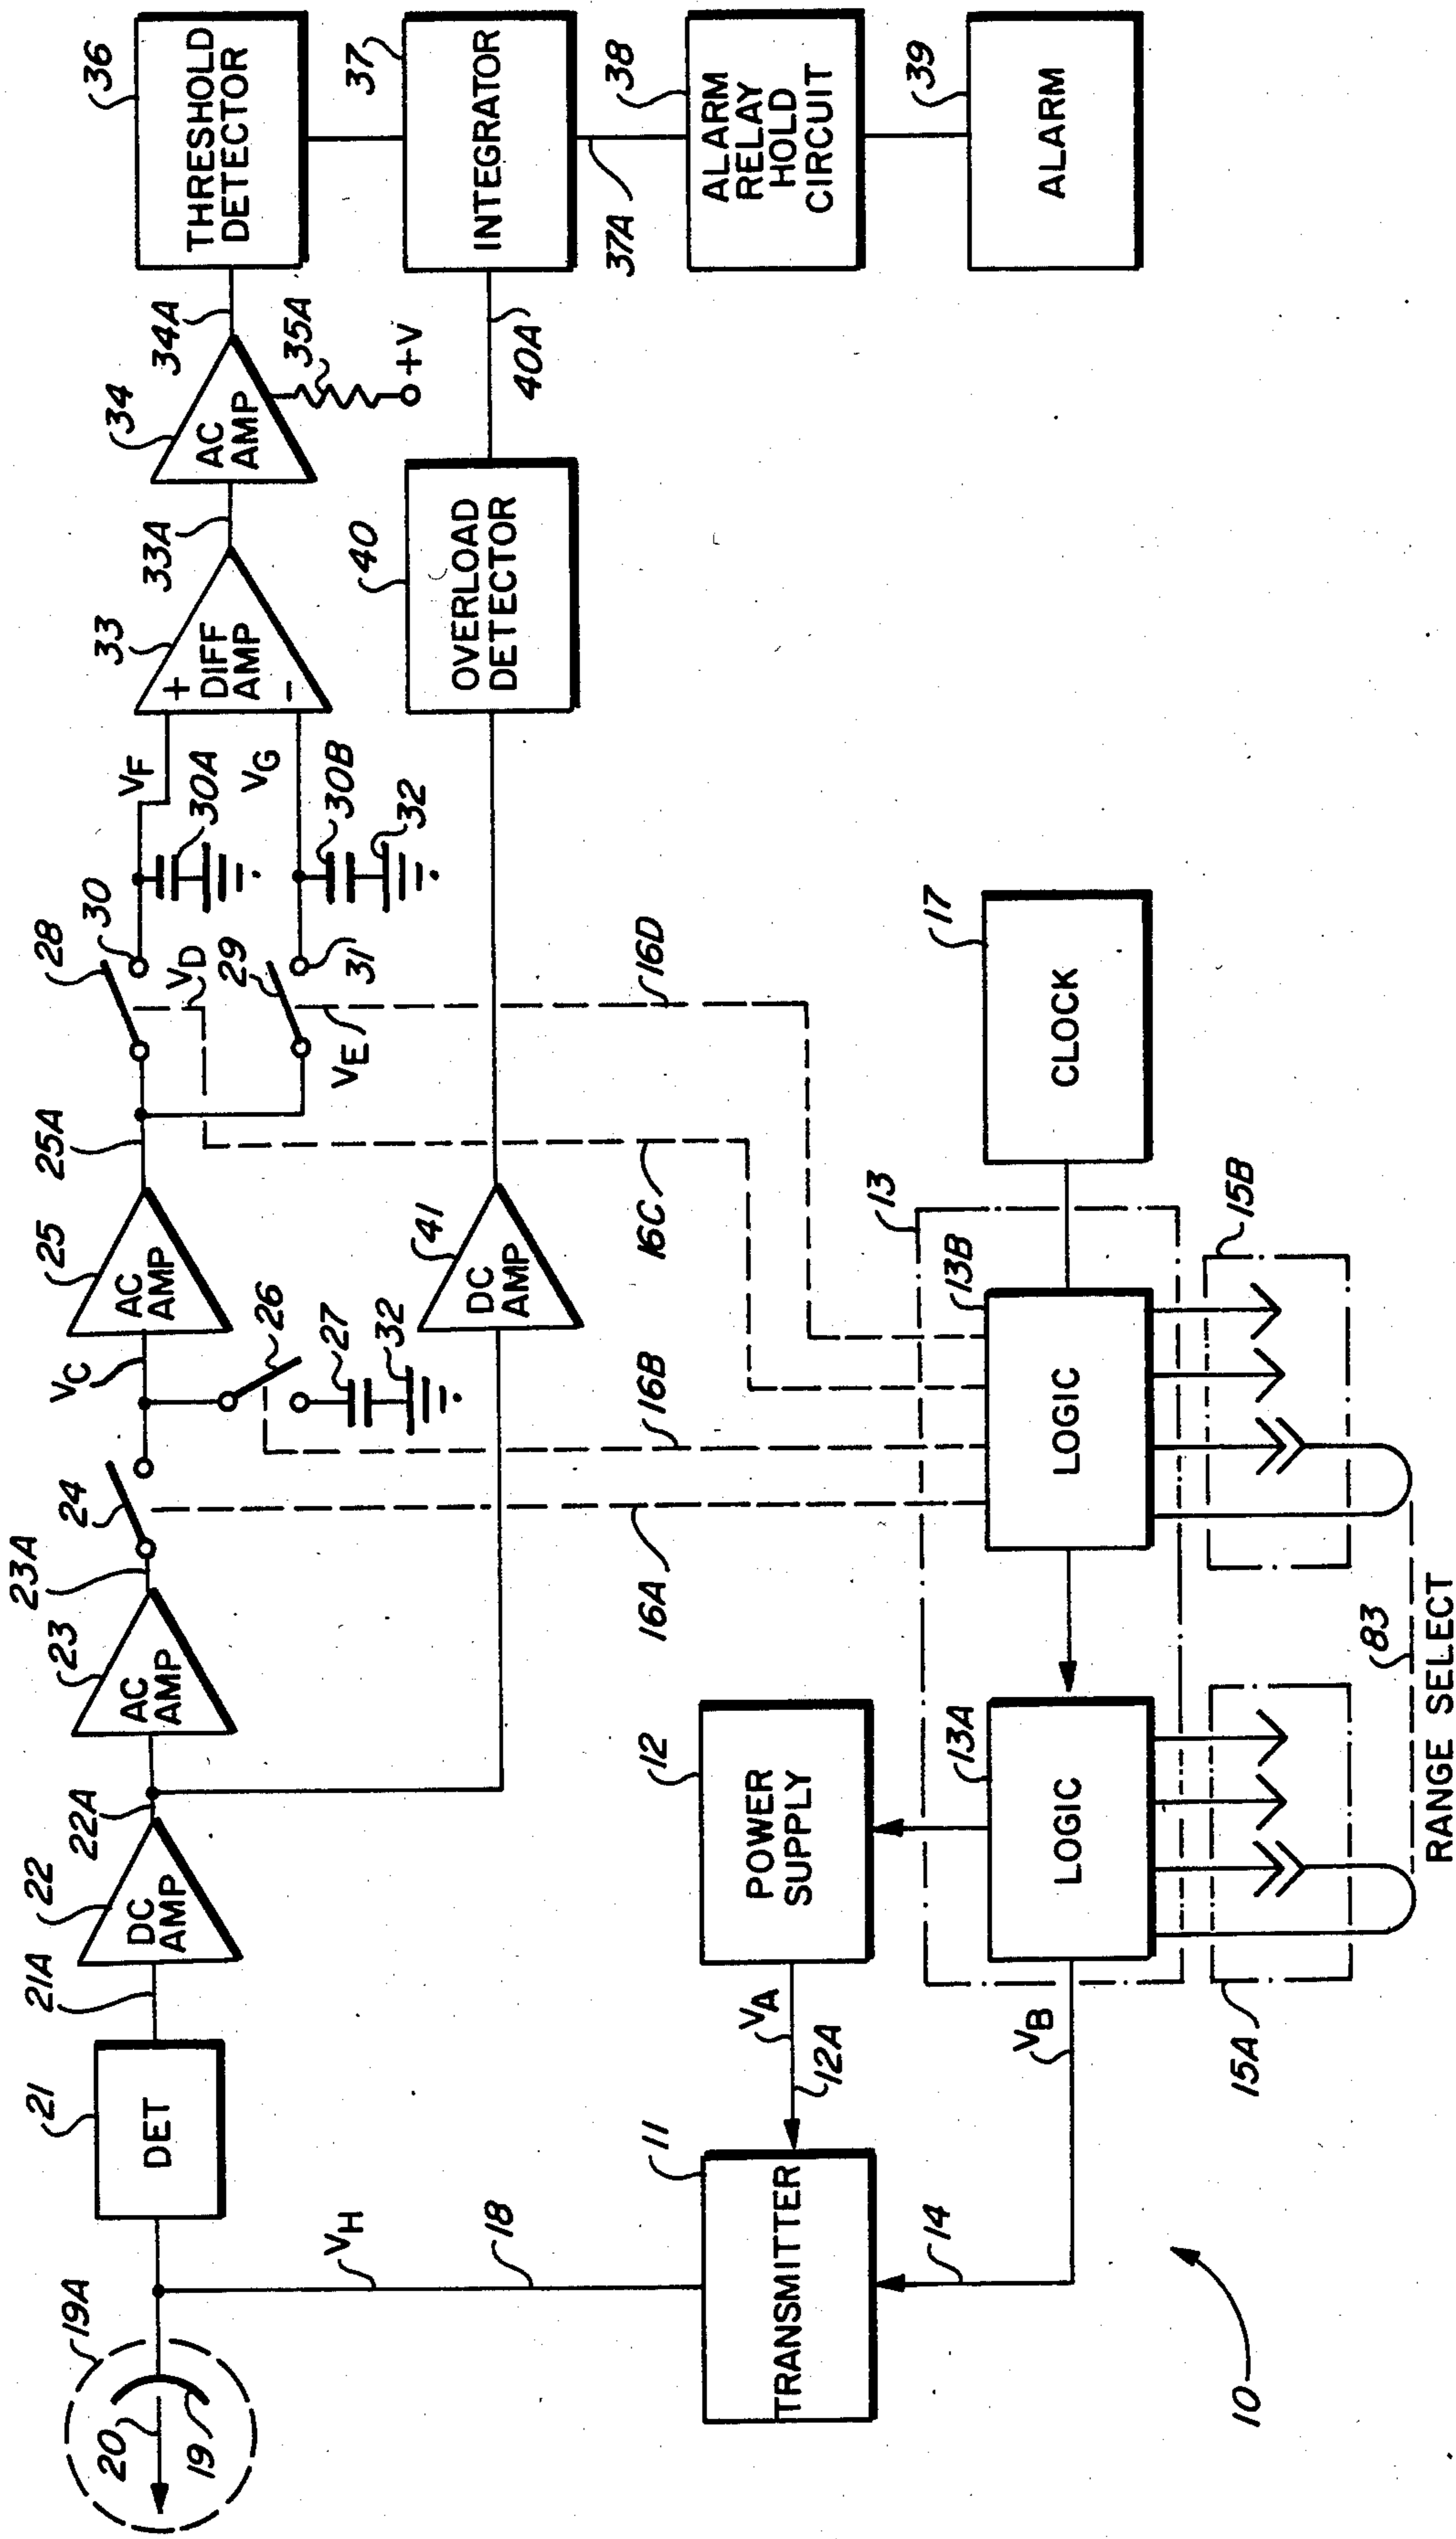 19A
20
19
VH
18
21
DET
21A
22
DC
AMP
22A
23
AC
AMP
23A
24
VC
25
AC
AMP
25A
26
27
32
28
30
VD
29
VE
31
VF
30A
VG
30B
32
33
+
DIFF
AMP
-
33A
34
AC
AMP
34A
35A
+V
36
THRESHOLD
DETECTOR
37
INTEGRATOR
37A
38
ALARM
RELAY
HOLD
CIRCUIT
39
ALARM
41
DC
AMP
40
OVERLOAD
DETECTOR
40A
16A
16B
16C
16D
11
TRANSMITTER
14
VA
12A
12
POWER
SUPPLY
VB
13
13A
LOGIC
13B
LOGIC
17
CLOCK
15A
15B
83
RANGE SELECT
10